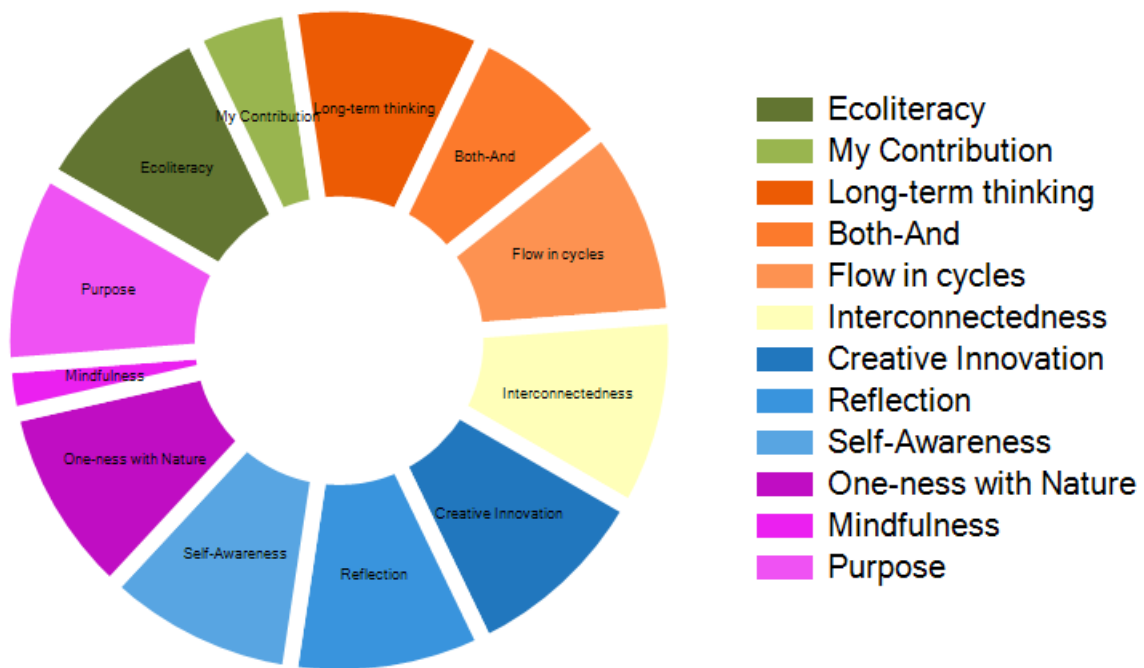 My Contribution
Long-term thinking
Both-And
Ecoliteracy
Flow in cycles
Purpose
Mindfulness
Interconnectedness
One-ness with Nature
Creative Innovation
Self-Awareness
Reflection
Ecoliteracy
My Contribution
Long-term thinking
Both-And
Flow in cycles
Interconnectedness
Creative Innovation
Reflection
Self-Awareness
One-ness with Nature
Mindfulness
Purpose